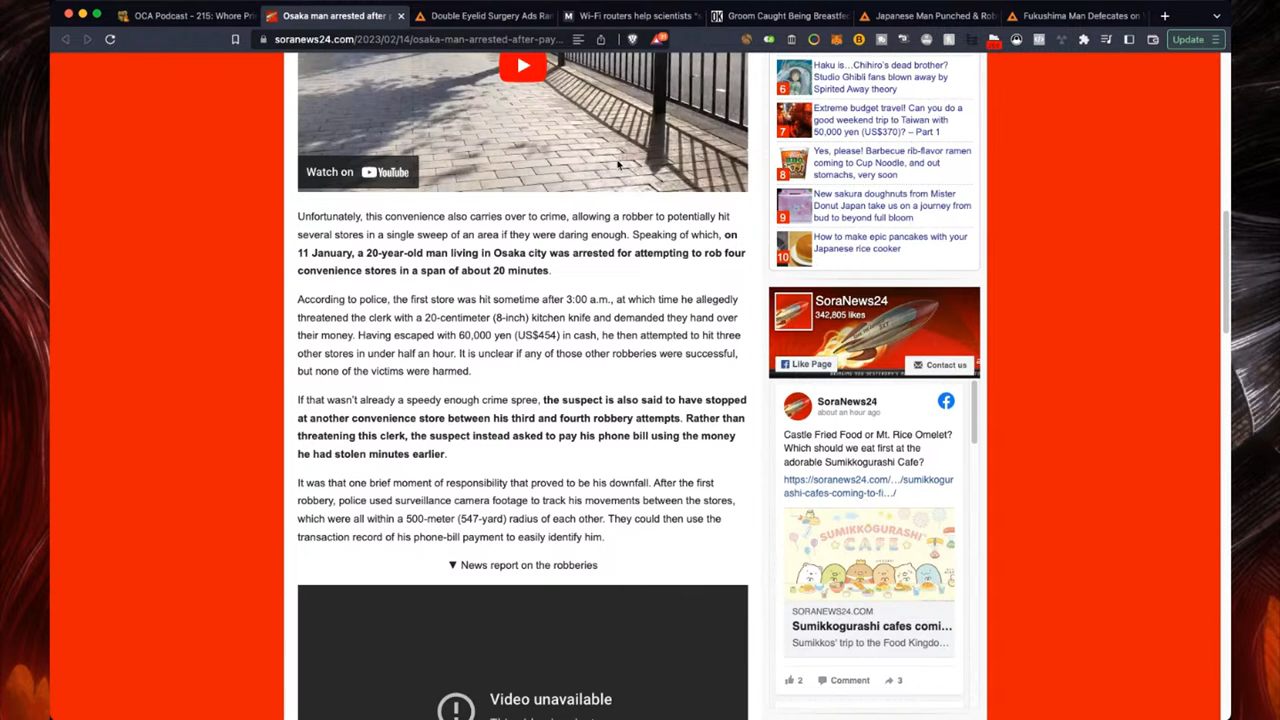 OCA Podcast - 215: Whore Pri
Osaka man arrested after
Double Eyelid Surgery Ads Ra
Wi-Fi routers help scientists "s
Groom Caught Being Breastfe
Japanese Man Punched & Rob
Fukushima Man Defecates on
soranews24.com/2023/02/14/osaka-man-arrested-after-pay...
Update
Watch on YouTube
Unfortunately, this convenience also carries over to crime, allowing a robber to potentially hit
several stores in a single sweep of an area if they were daring enough. Speaking of which, on
11 January, a 20-year-old man living in Osaka city was arrested for attempting to rob four
convenience stores in a span of about 20 minutes.
According to police, the first store was hit sometime after 3:00 a.m., at which time he allegedly
threatened the clerk with a 20-centimeter (8-inch) kitchen knife and demanded they hand over
their money. Having escaped with 60,000 yen (US$454) in cash, he then attempted to hit three
other stores in under half an hour. It is unclear if any of those other robberies were successful,
but none of the victims were harmed.
If that wasn't already a speedy enough crime spree, the suspect is also said to have stopped
at another convenience store between his third and fourth robbery attempts. Rather than
threatening this clerk, the suspect instead asked to pay his phone bill using the money
he had stolen minutes earlier.
It was that one brief moment of responsibility that proved to be his downfall. After the first
robbery, police used surveillance camera footage to track his movements between the stores,
which were all within a 500-meter (547-yard) radius of each other. They could then use the
transaction record of his phone-bill payment to easily identify him.
▼ News report on the robberies
Video unavailable
Haku is…Chihiro's dead brother?
Studio Ghibli fans blown away by
6 Spirited Away theory
Extreme budget travel! Can you do a
good weekend trip to Taiwan with
7 50,000 yen (US$370)? – Part 1
Yes, please! Barbecue rib-flavor ramen
coming to Cup Noodle, and out
8 stomachs, very soon
New sakura doughnuts from Mister
Donut Japan take us on a journey from
9 bud to beyond full bloom
How to make epic pancakes with your
10 Japanese rice cooker
SoraNews24
342,805 likes
Like Page
Contact us
SoraNews24
about an hour ago
Castle Fried Food or Mt. Rice Omelet?
Which should we eat first at the
adorable Sumikkogurashi Cafe?
https://soranews24.com/.../sumikkogur
ashi-cafes-coming-to-fi.../
SUMIKKOGURASHI
CAFE
SORANEWS24.COM
Sumikkogurashi cafes comi...
Sumikkos' trip to the Food Kingdo...
2
Comment
3